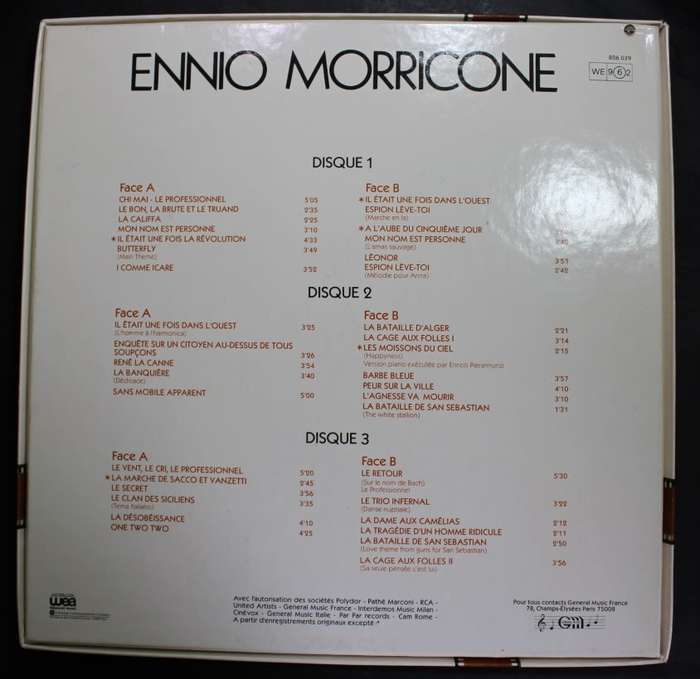 ENNIO MORRICONE
856 029
WE 9 6 2
DISQUE 1
Face A
CHI MAI - LE PROFESSIONNEL 5'05
LE BON, LA BRUTE ET LE TRUAND 2'35
LA CALIFFA 2'25
MON NOM EST PERSONNE 3'10
* IL ÉTAIT UNE FOIS LA RÉVOLUTION 4'33
BUTTERFLY 3'49
(Main Theme)
I COMME ICARE 3'52
Face B
* IL ÉTAIT UNE FOIS DANS L'OUEST
ESPION LÈVE-TOI
(Marche en la)
* A L'AUBE DU CINQUIÈME JOUR
MON NOM EST PERSONNE
(L'amas sauvage)
LÉONOR 3'51
ESPION LÈVE-TOI 2'42
(Mélodie pour Anna)
DISQUE 2
Face A
IL ÉTAIT UNE FOIS DANS L'OUEST 3'25
(L'homme à l'harmonica)
ENQUÊTE SUR UN CITOYEN AU-DESSUS DE TOUS
SOUPÇONS 3'26
RENÉ LA CANNE 3'54
LA BANQUIÈRE 3'40
(Dédicace)
SANS MOBILE APPARENT 5'00
Face B
LA BATAILLE D'ALGER 2'21
LA CAGE AUX FOLLES I 3'14
* LES MOISSONS DU CIEL 2'15
(Happyness)
Version piano exécutée par Enrico Pieranunzi
BARBE BLEUE 3'57
PEUR SUR LA VILLE 4'10
L'AGNESE VA MOURIR 3'10
LA BATAILLE DE SAN SEBASTIAN 1'31
(The white stallion)
DISQUE 3
Face A
LE VENT, LE CRI, LE PROFESSIONNEL 5'20
* LA MARCHE DE SACCO ET VANZETTI 2'45
LE SECRET 3'56
LE CLAN DES SICILIENS 3'35
(Tema Italiano)
LA DÉSOBÉISSANCE 4'10
ONE TWO TWO 4'25
Face B
LE RETOUR 5'30
(Sur le nom de Bach)
Le Professionnel
LE TRIO INFERNAL 3'22
(Danse nuptiale)
LA DAME AUX CAMÉLIAS 2'12
LA TRAGÉDIE D'UN HOMME RIDICULE 2'11
LA BATAILLE DE SAN SEBASTIAN 2'50
(Love theme from guns for San Sebastian)
LA CAGE AUX FOLLES II 3'56
(Sa seule pensée c'est lui)
wea
Avec l'autorisation des sociétés Polydor - Pathé Marconi - RCA -
United Artists - General Music France - Interdemos Music Milan -
Cinévox - General Music Italie - Par Par records - Cam Rome -
A partir d'enregistrements originaux excepté *
Pour tous contacts General Music France
78, Champs-Élysées Paris 75008
GM